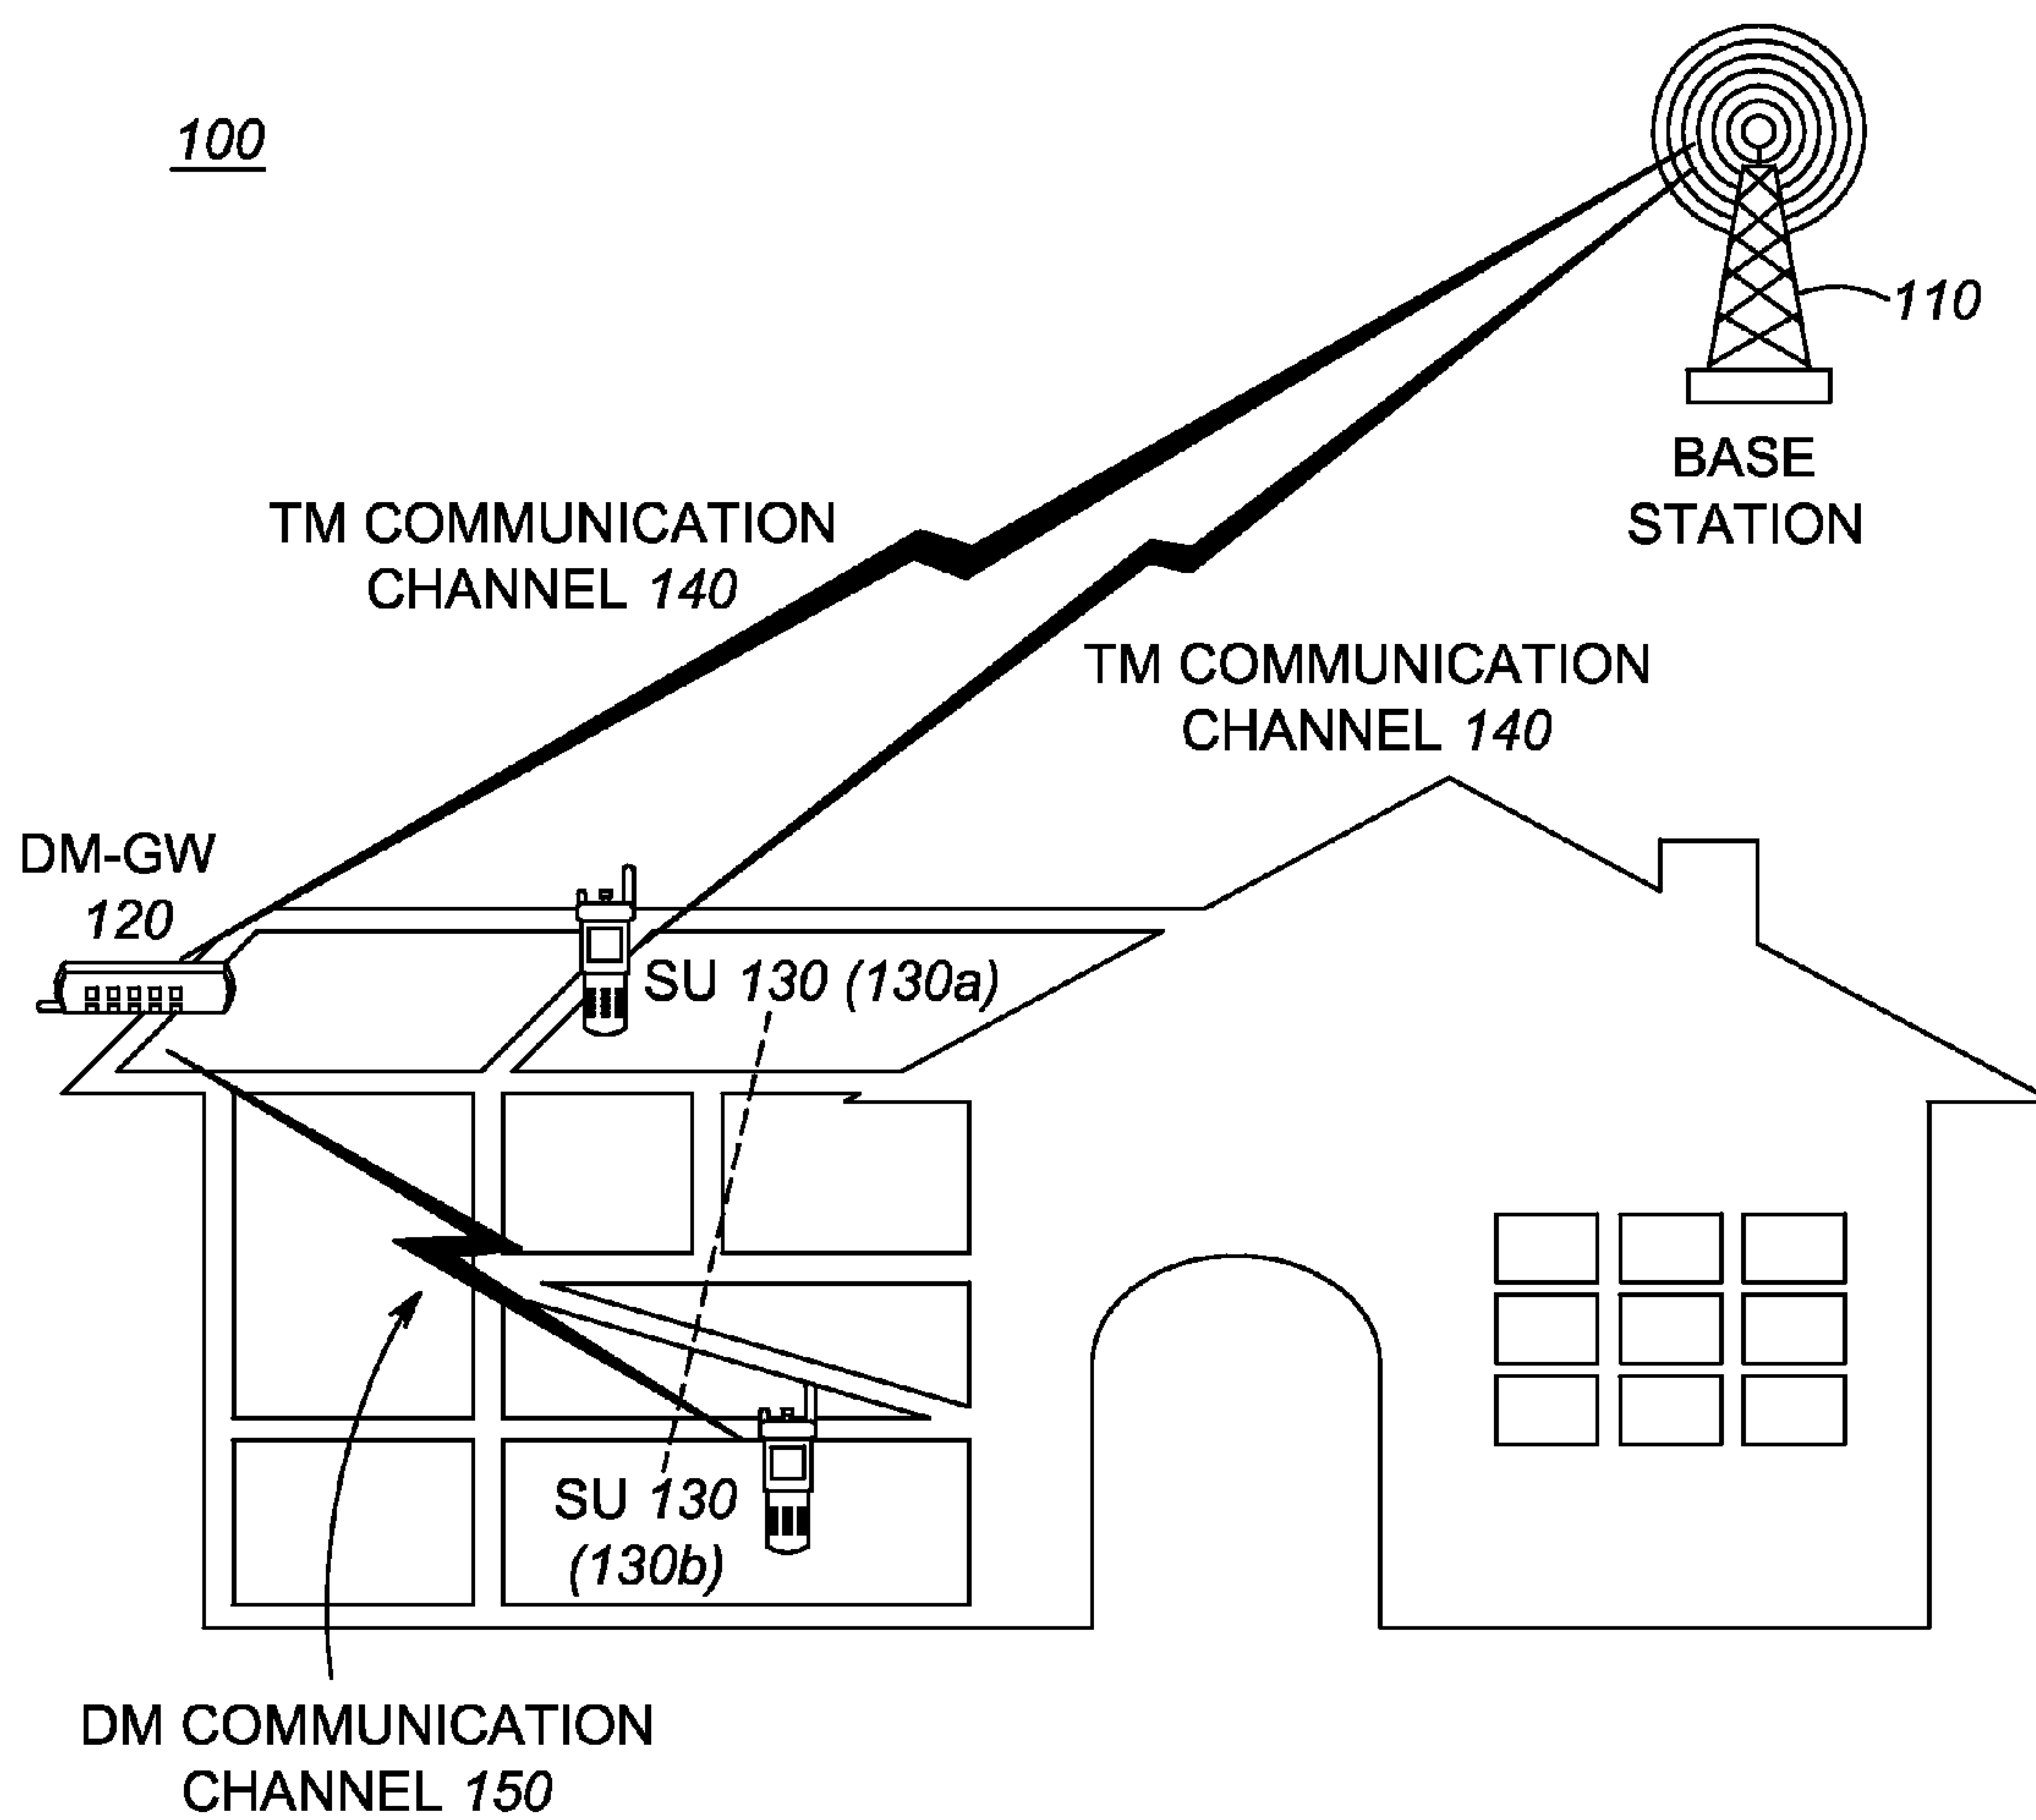 100
110
BASE
STATION
TM COMMUNICATION
CHANNEL 140
TM COMMUNICATION
CHANNEL 140
DM-GW
120
SU 130 (130a)
SU 130
(130b)
DM COMMUNICATION
CHANNEL 150